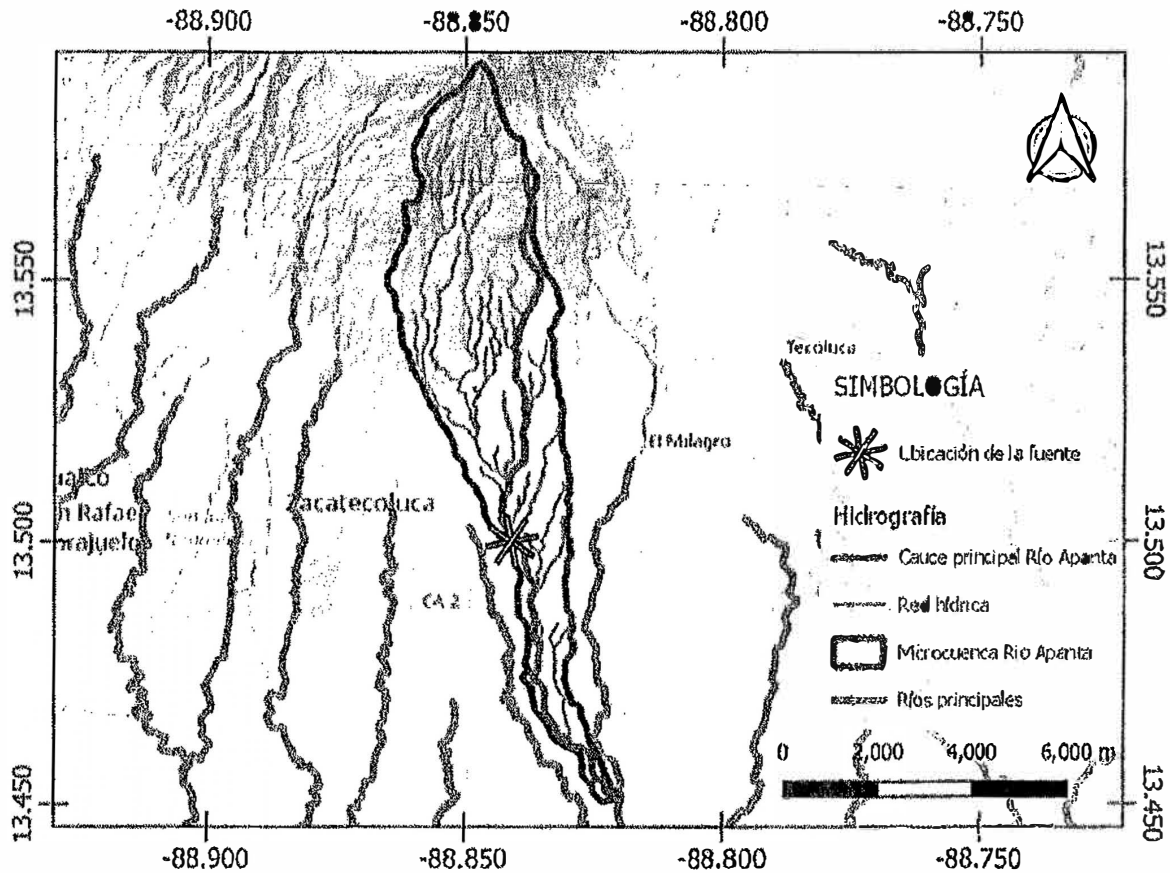 -88.900 -88.850 -88.800 -88.750
13.550
13.550
Tecoluca
SIMBOLOGÍA
El Milagro
Ubicación de la fuente
Zacatecoluca
n Rafae
Hidrografía
13.500
13.500
Cauce principal Río Apanta
CA 2
Red hídrica
Microcuenca Río Apanta
Ríos principales
0 2,000 4,000 6,000 m
13.450
13.450
-88.900 -88.850 -88.800 -88.750